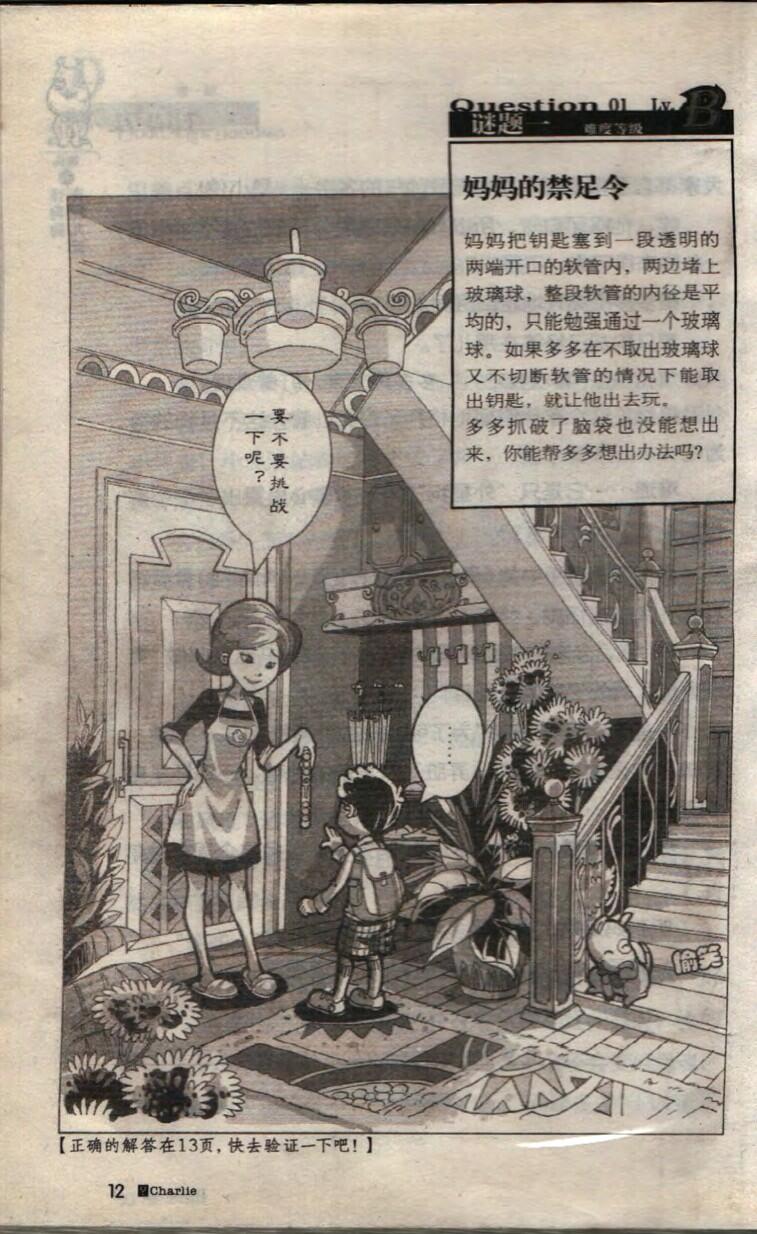 Question 01 Lv. B
谜题一 难度等级
妈妈的禁足令
妈妈把钥匙塞到一段透明的
两端开口的软管内，两边堵上
玻璃球，整段软管的内径是平
均的，只能勉强通过一个玻璃
球。如果多多在不取出玻璃球
又不切断软管的情况下能取
出钥匙，就让他出去玩。
多多抓破了脑袋也没能想出
来，你能帮多多想出办法吗？
要不要挑战
一下呢？
……
偷笑
【正确的解答在13页，快去验证一下吧！】
12 Charlie